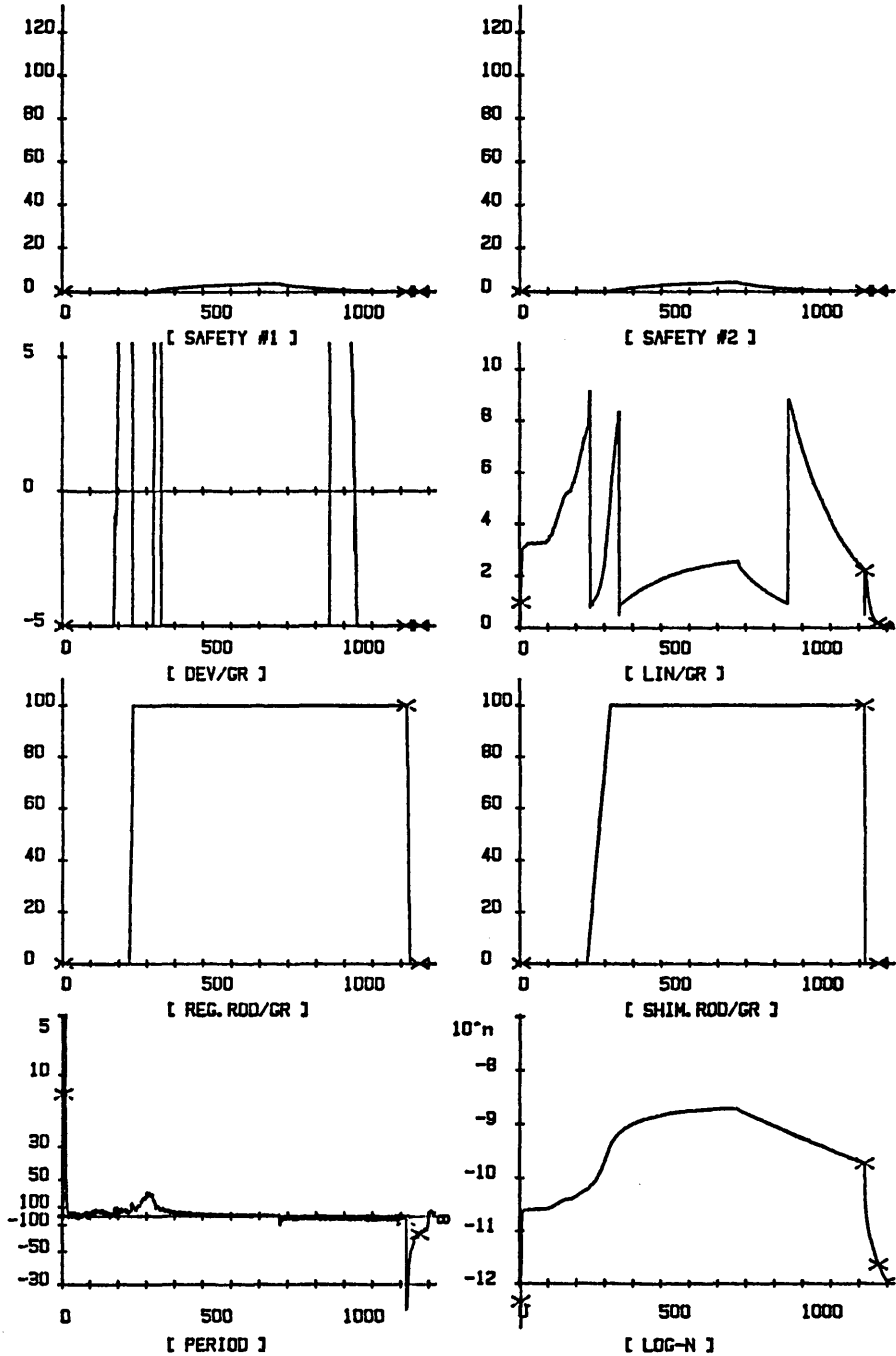 120
100
80
60
40
20
0
0 500 1000
[ SAFETY #1 ]
120
100
80
60
40
20
0
0 500 1000
[ SAFETY #2 ]
5
0
-5
0 500 1000
[ DEV/GR ]
10
8
6
4
2
0
0 500 1000
[ LIN/GR ]
100
80
60
40
20
0
0 500 1000
[ REG.ROD/GR ]
100
80
60
40
20
0
0 500 1000
[ SHIM.ROD/GR ]
5
10
30
50
100
-100
-50
-30
∞
0 500 1000
[ PERIOD ]
10^n
-8
-9
-10
-11
-12
0 500 1000
[ LOG-N ]